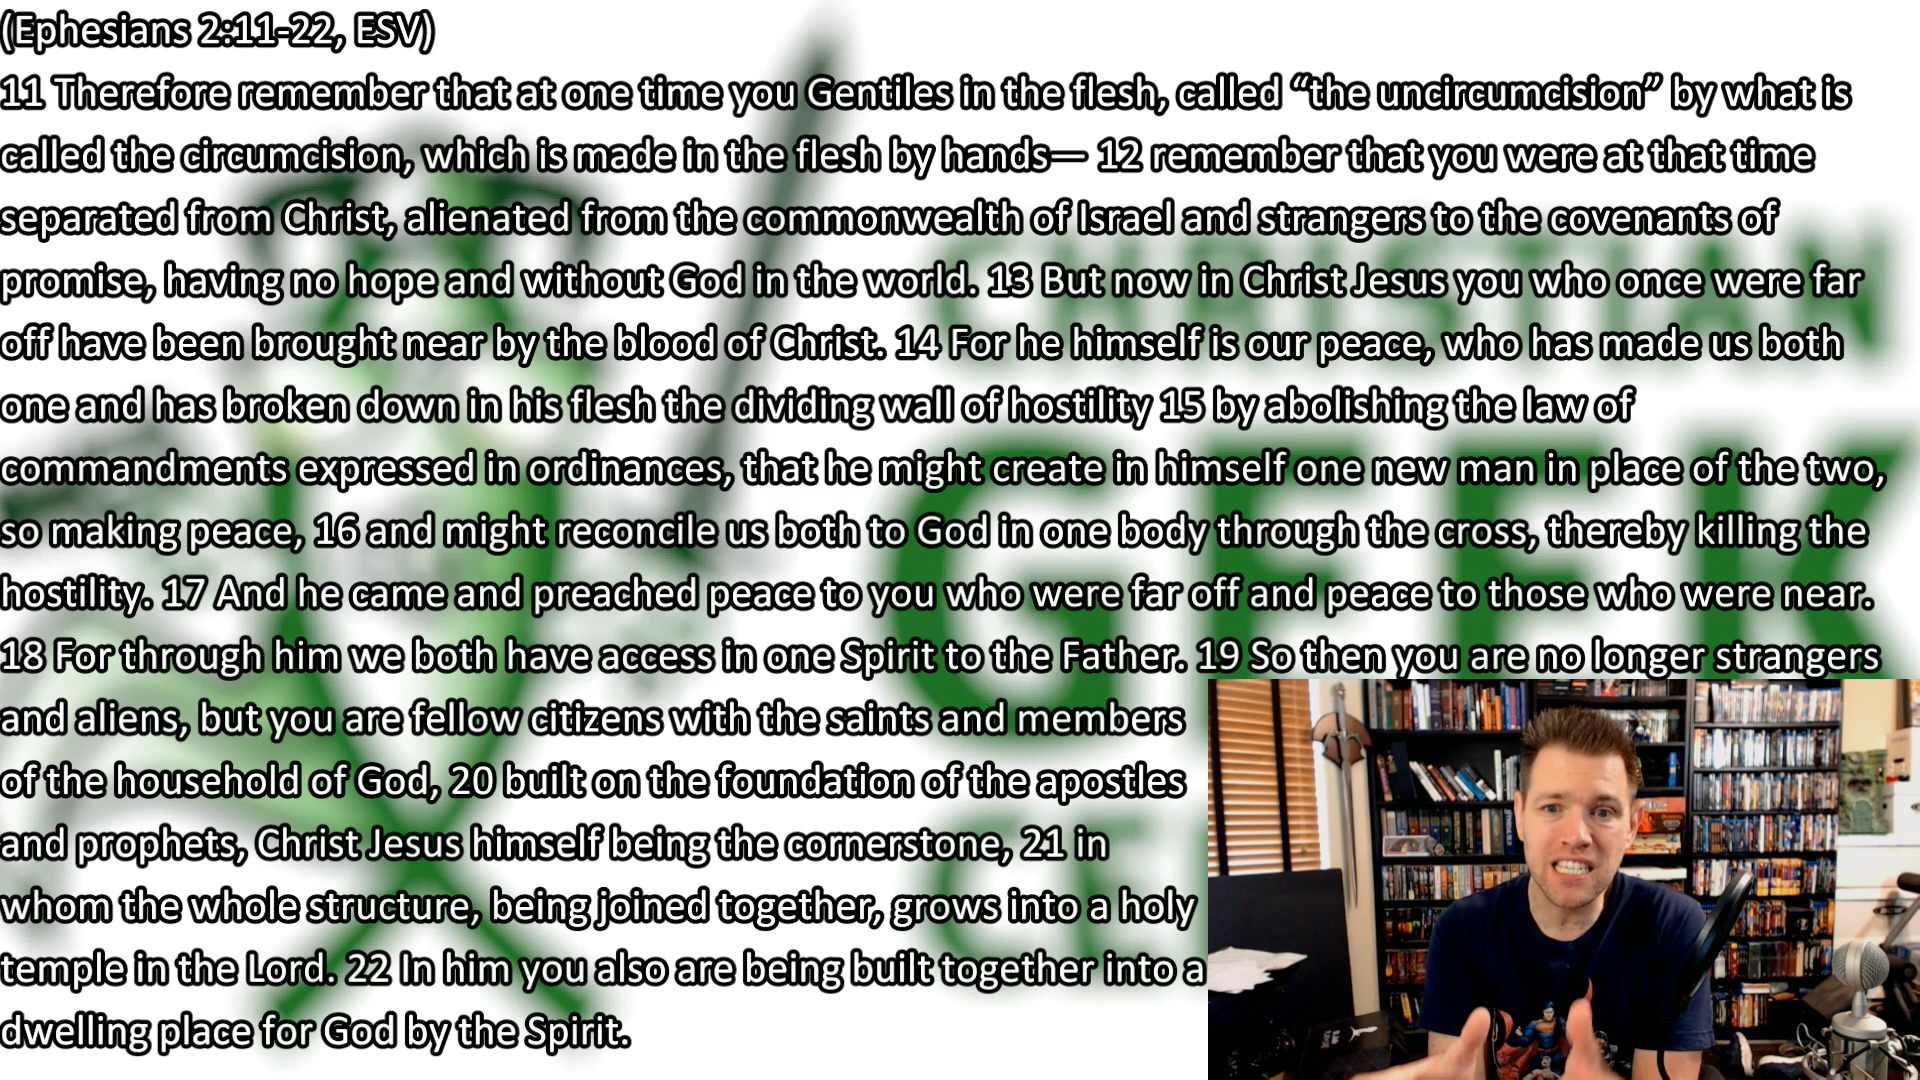 (Ephesians 2:11-22, ESV)
11 Therefore remember that at one time you Gentiles in the flesh, called “the uncircumcision” by what is
called the circumcision, which is made in the flesh by hands— 12 remember that you were at that time
separated from Christ, alienated from the commonwealth of Israel and strangers to the covenants of
promise, having no hope and without God in the world. 13 But now in Christ Jesus you who once were far
off have been brought near by the blood of Christ. 14 For he himself is our peace, who has made us both
one and has broken down in his flesh the dividing wall of hostility 15 by abolishing the law of
commandments expressed in ordinances, that he might create in himself one new man in place of the two,
so making peace, 16 and might reconcile us both to God in one body through the cross, thereby killing the
hostility. 17 And he came and preached peace to you who were far off and peace to those who were near.
18 For through him we both have access in one Spirit to the Father. 19 So then you are no longer strangers
and aliens, but you are fellow citizens with the saints and members
of the household of God, 20 built on the foundation of the apostles
and prophets, Christ Jesus himself being the cornerstone, 21 in
whom the whole structure, being joined together, grows into a holy
temple in the Lord. 22 In him you also are being built together into a
dwelling place for God by the Spirit.
GEEK